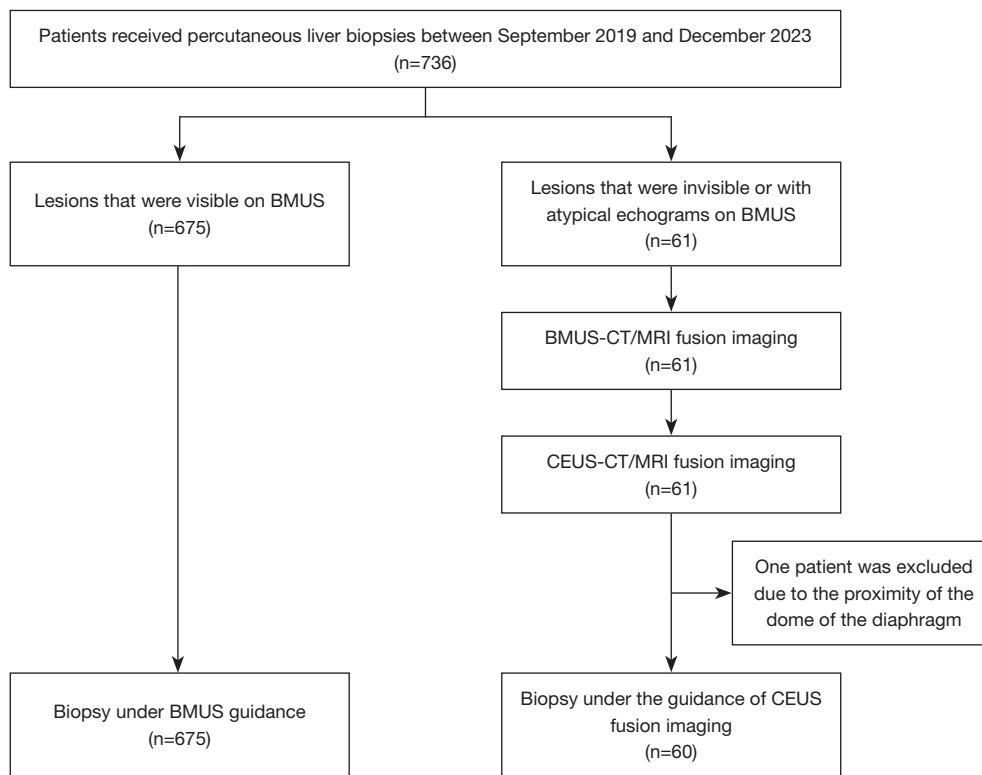 Patients received percutaneous liver biopsies between September 2019 and December 2023
(n=736)
Lesions that were visible on BMUS
(n=675)
Lesions that were invisible or with
atypical echograms on BMUS
(n=61)
BMUS-CT/MRI fusion imaging
(n=61)
CEUS-CT/MRI fusion imaging
(n=61)
One patient was excluded
due to the proximity of the
dome of the diaphragm
Biopsy under BMUS guidance
(n=675)
Biopsy under the guidance of CEUS
fusion imaging
(n=60)